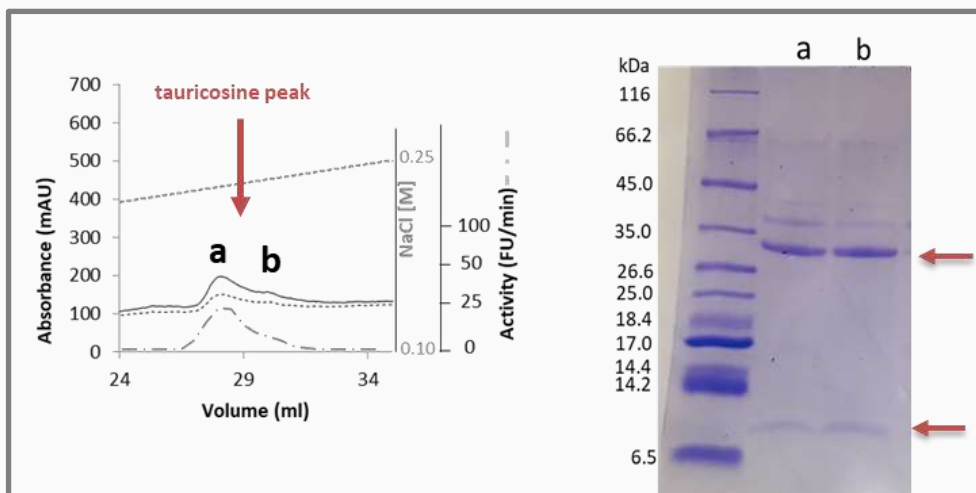 tauricosine peak
700
600
500
400
300
200
100
0
Absorbance (mAU)
24
29
34
Volume (ml)
a
b
0.25
NaCl [M]
0.10
100
50
25
0
Activity (FU/min)
a
b
kDa
116
66.2
45.0
35.0
26.6
25.0
18.4
17.0
14.4
14.2
6.5